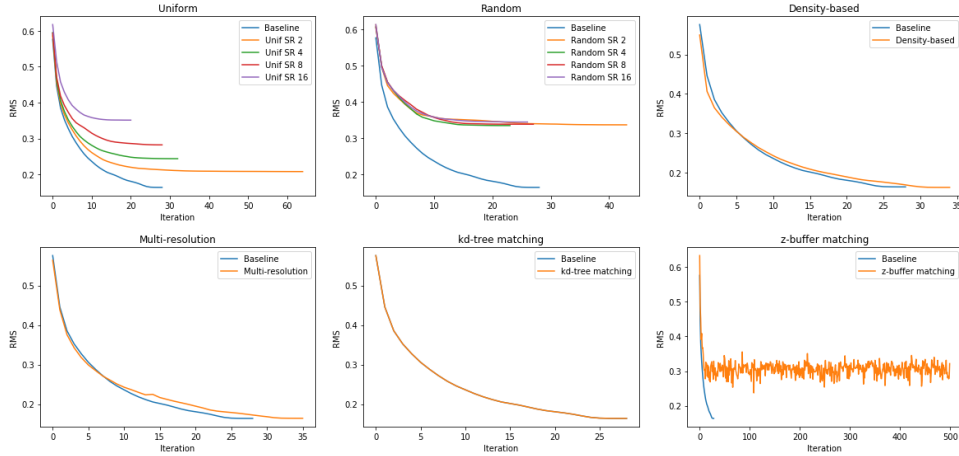 Uniform
Baseline
Unif SR 2
Unif SR 4
Unif SR 8
Unif SR 16
0.6
0.5
0.4
0.3
0.2
RMS
0 10 20 30 40 50 60
Iteration
Random
Baseline
Random SR 2
Random SR 4
Random SR 8
Random SR 16
0.6
0.5
0.4
0.3
0.2
RMS
0 10 20 30 40
Iteration
Density-based
Baseline
Density-based
0.5
0.4
0.3
0.2
RMS
0 5 10 15 20 25 30 35
Iteration
Multi-resolution
Baseline
Multi-resolution
0.5
0.4
0.3
0.2
RMS
0 5 10 15 20 25 30 35
Iteration
kd-tree matching
Baseline
kd-tree matching
0.5
0.4
0.3
0.2
RMS
0 5 10 15 20 25
Iteration
z-buffer matching
Baseline
z-buffer matching
0.6
0.5
0.4
0.3
0.2
RMS
0 100 200 300 400 500
Iteration